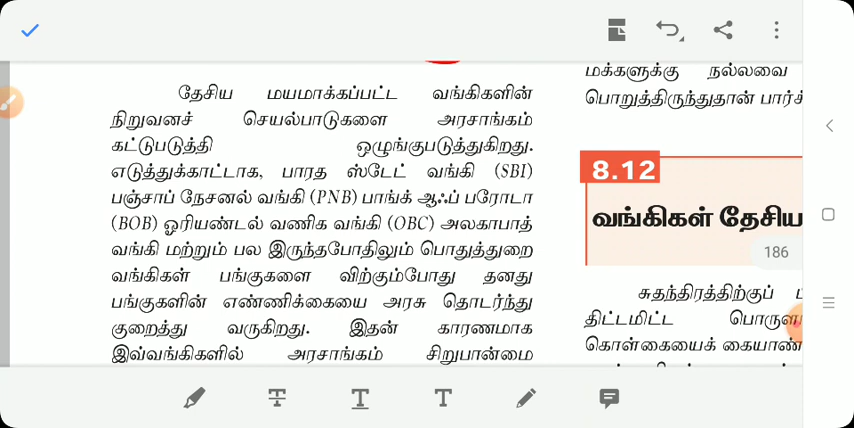 தேசிய மயமாக்கப்பட்ட வங்கிகளின்
நிறுவனச் செயல்பாடுகளை அரசாங்கம்
கட்டுபடுத்தி ஒழுங்குபடுத்துகிறது.
எடுத்துக்காட்டாக, பாரத ஸ்டேட் வங்கி (SBI)
பஞ்சாப் நேசனல் வங்கி (PNB) பாங்க் ஆஃப் பரோடா
(BOB) ஓரியண்டல் வணிக வங்கி (OBC) அலகாபாத்
வங்கி மற்றும் பல இருந்தபோதிலும் பொதுத்துறை
வங்கிகள் பங்குகளை விற்கும்போது தனது
பங்குகளின் எண்ணிக்கையை அரசு தொடர்ந்து
குறைத்து வருகிறது. இதன் காரணமாக
இவ்வங்கிகளில் அரசாங்கம் சிறுபான்மை
மக்களுக்கு நல்லவை
பொறுத்திருந்துதான்
8.12
வங்கிகள் தேசிய
186
சுதந்திரத்திற்குப்
திட்டமிட்ட
கொள்கையைக்